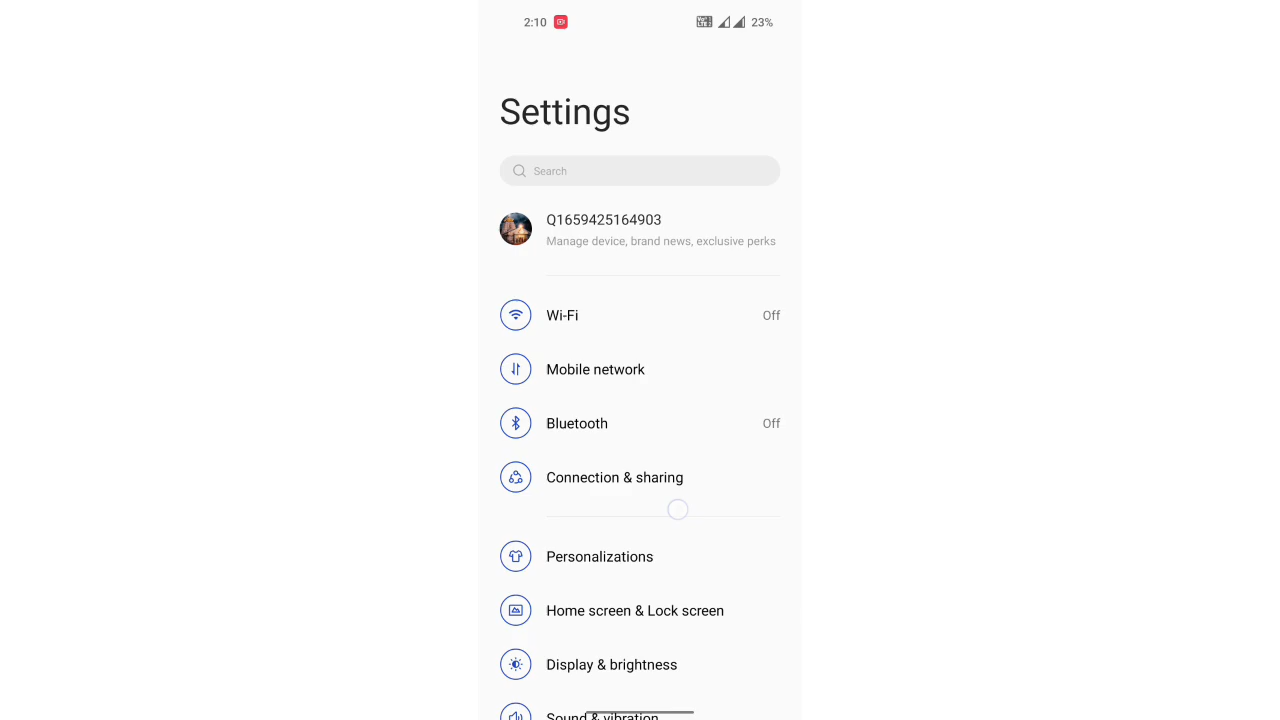 2:10 23%
Settings
Search
Q1659425164903
Manage device, brand news, exclusive perks
Wi-Fi Off
Mobile network
Bluetooth Off
Connection & sharing
Personalizations
Home screen & Lock screen
Display & brightness
Sound & vibration